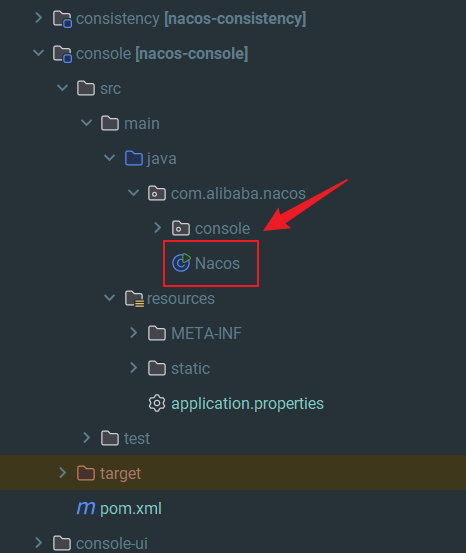 consistency [nacos-consistency]
console [nacos-console]
src
main
java
com.alibaba.nacos
console
Nacos
resources
META-INF
static
application.properties
test
target
m pom.xml
console-ui